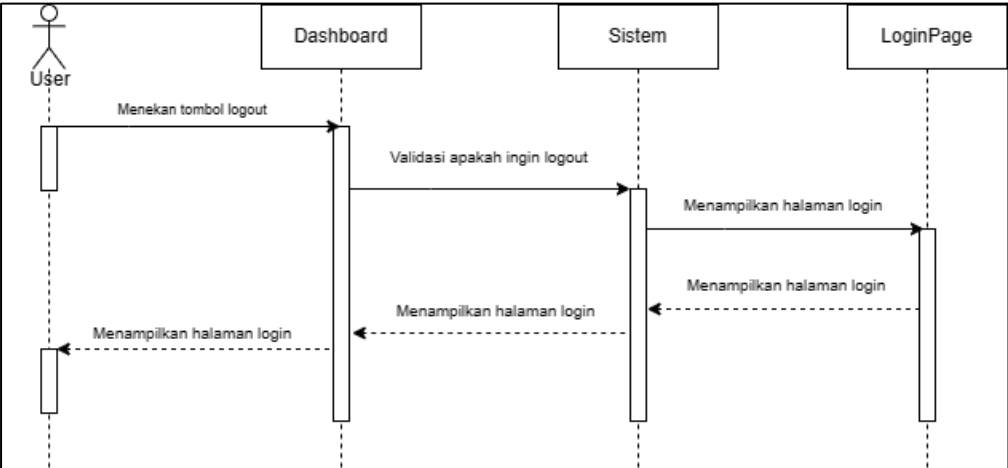 Dashboard
Sistem
LoginPage
User
Menekan tombol logout
Validasi apakah ingin logout
Menampilkan halaman login
Menampilkan halaman login
Menampilkan halaman login
Menampilkan halaman login